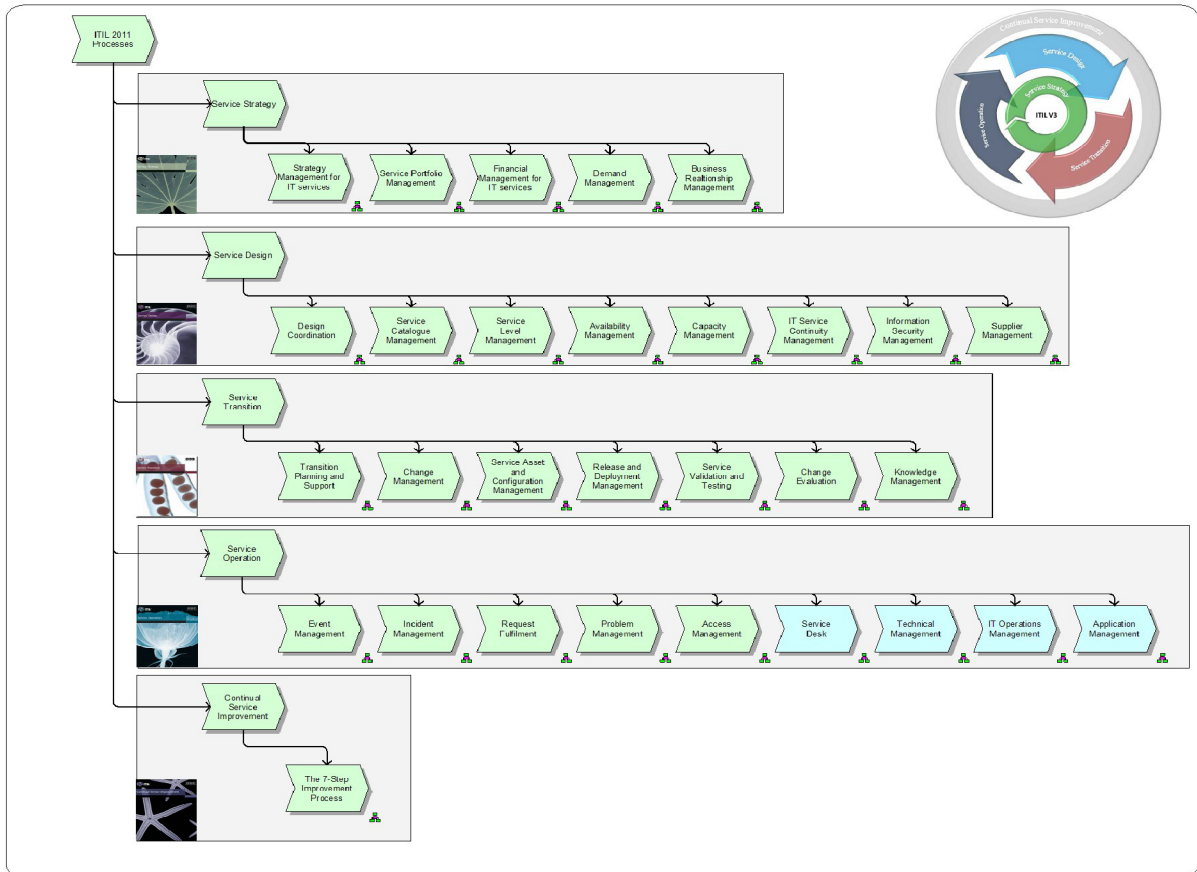 ITIL 2011
Processes
Continual Service Improvement
Service Design
Service Strategy
ITIL V3
Service Operation
Service Transition
Service Strategy
Strategy
Management for
IT services
Service Portfolio
Management
Financial
Management for
IT services
Demand
Management
Business
Realtionship
Management
Service Design
Design
Coordination
Service
Catalogue
Management
Service
Level
Management
Availability
Management
Capacity
Management
IT Service
Continuity
Management
Information
Security
Management
Supplier
Management
Service
Transition
Transition
Planning and
Support
Change
Management
Service Asset
and
Configuration
Management
Release and
Deployment
Management
Service
Validation and
Testing
Change
Evaluation
Knowledge
Management
Service
Operation
Event
Management
Incident
Management
Request
Fulfilment
Problem
Management
Access
Management
Service
Desk
Technical
Management
IT Operations
Management
Application
Management
Continual
Service
Improvement
The 7-Step
Improvement
Process